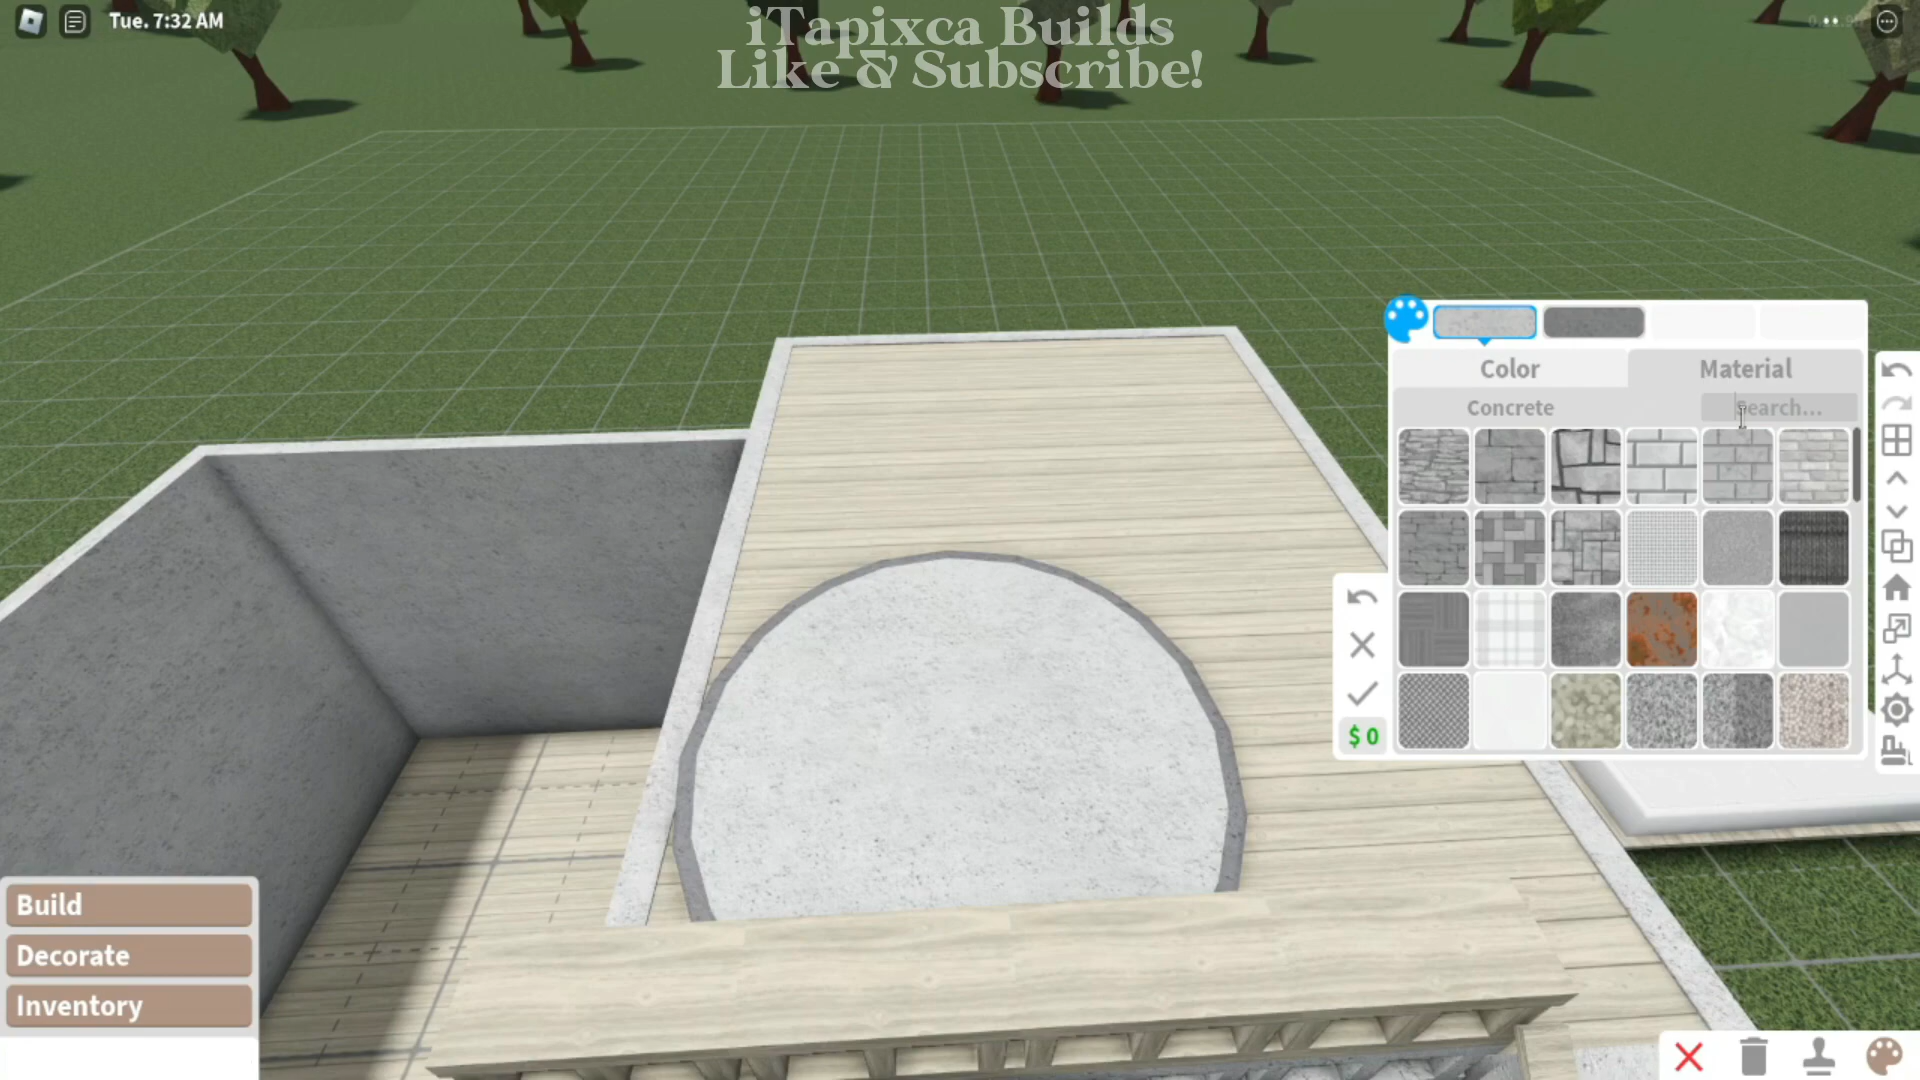 Tue. 7:32 AM
iTapixca Builds
Like & Subscribe!
Color
Material
Concrete
Search...
$ 0
Build
Decorate
Inventory